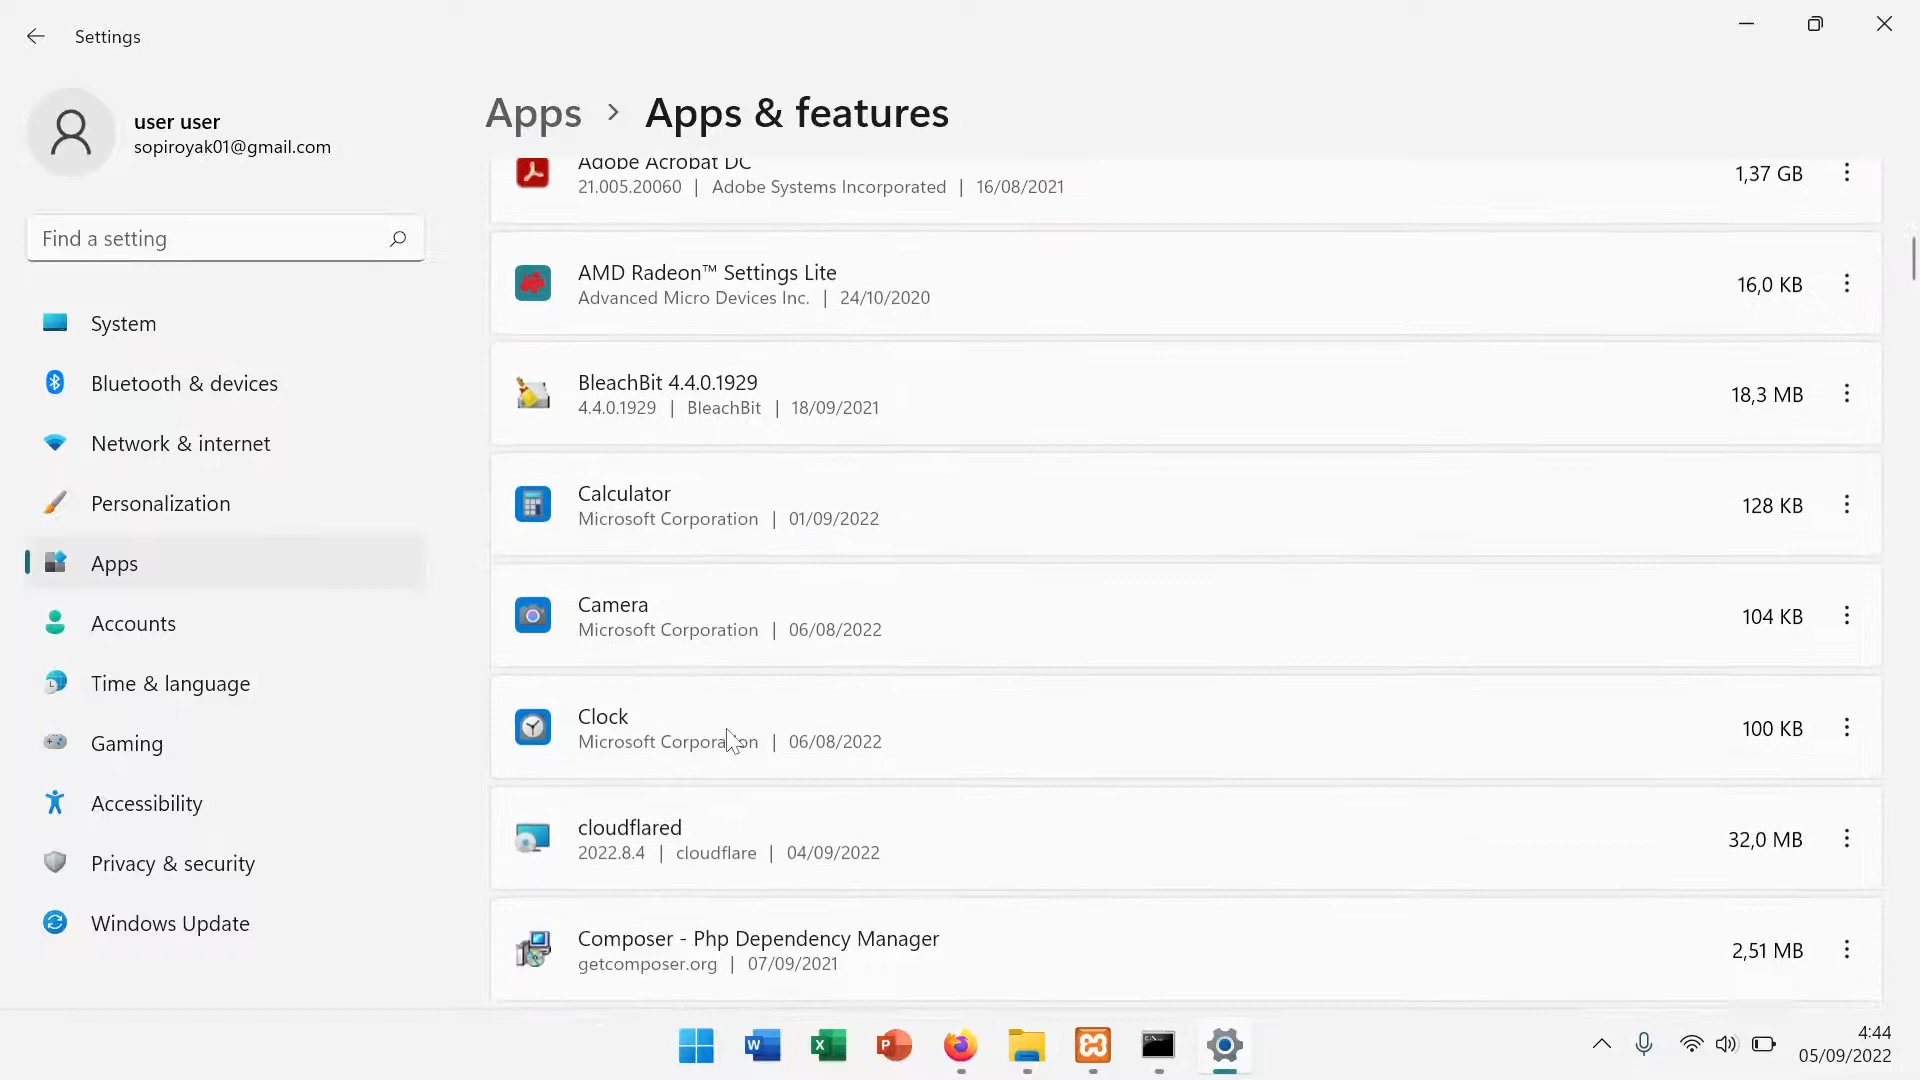 Settings
user user
sopiroyak01@gmail.com
Find a setting
System
Bluetooth & devices
Network & internet
Personalization
Apps
Accounts
Time & language
Gaming
Accessibility
Privacy & security
Windows Update
Apps > Apps & features
Adobe Acrobat DC
21.005.20060 | Adobe Systems Incorporated | 16/08/2021
1,37 GB
AMD Radeon™ Settings Lite
Advanced Micro Devices Inc. | 24/10/2020
16,0 KB
BleachBit 4.4.0.1929
4.4.0.1929 | BleachBit | 18/09/2021
18,3 MB
Calculator
Microsoft Corporation | 01/09/2022
128 KB
Camera
Microsoft Corporation | 06/08/2022
104 KB
Clock
Microsoft Corporation | 06/08/2022
100 KB
cloudflared
2022.8.4 | cloudflare | 04/09/2022
32,0 MB
Composer - Php Dependency Manager
getcomposer.org | 07/09/2021
2,51 MB
4:44
05/09/2022